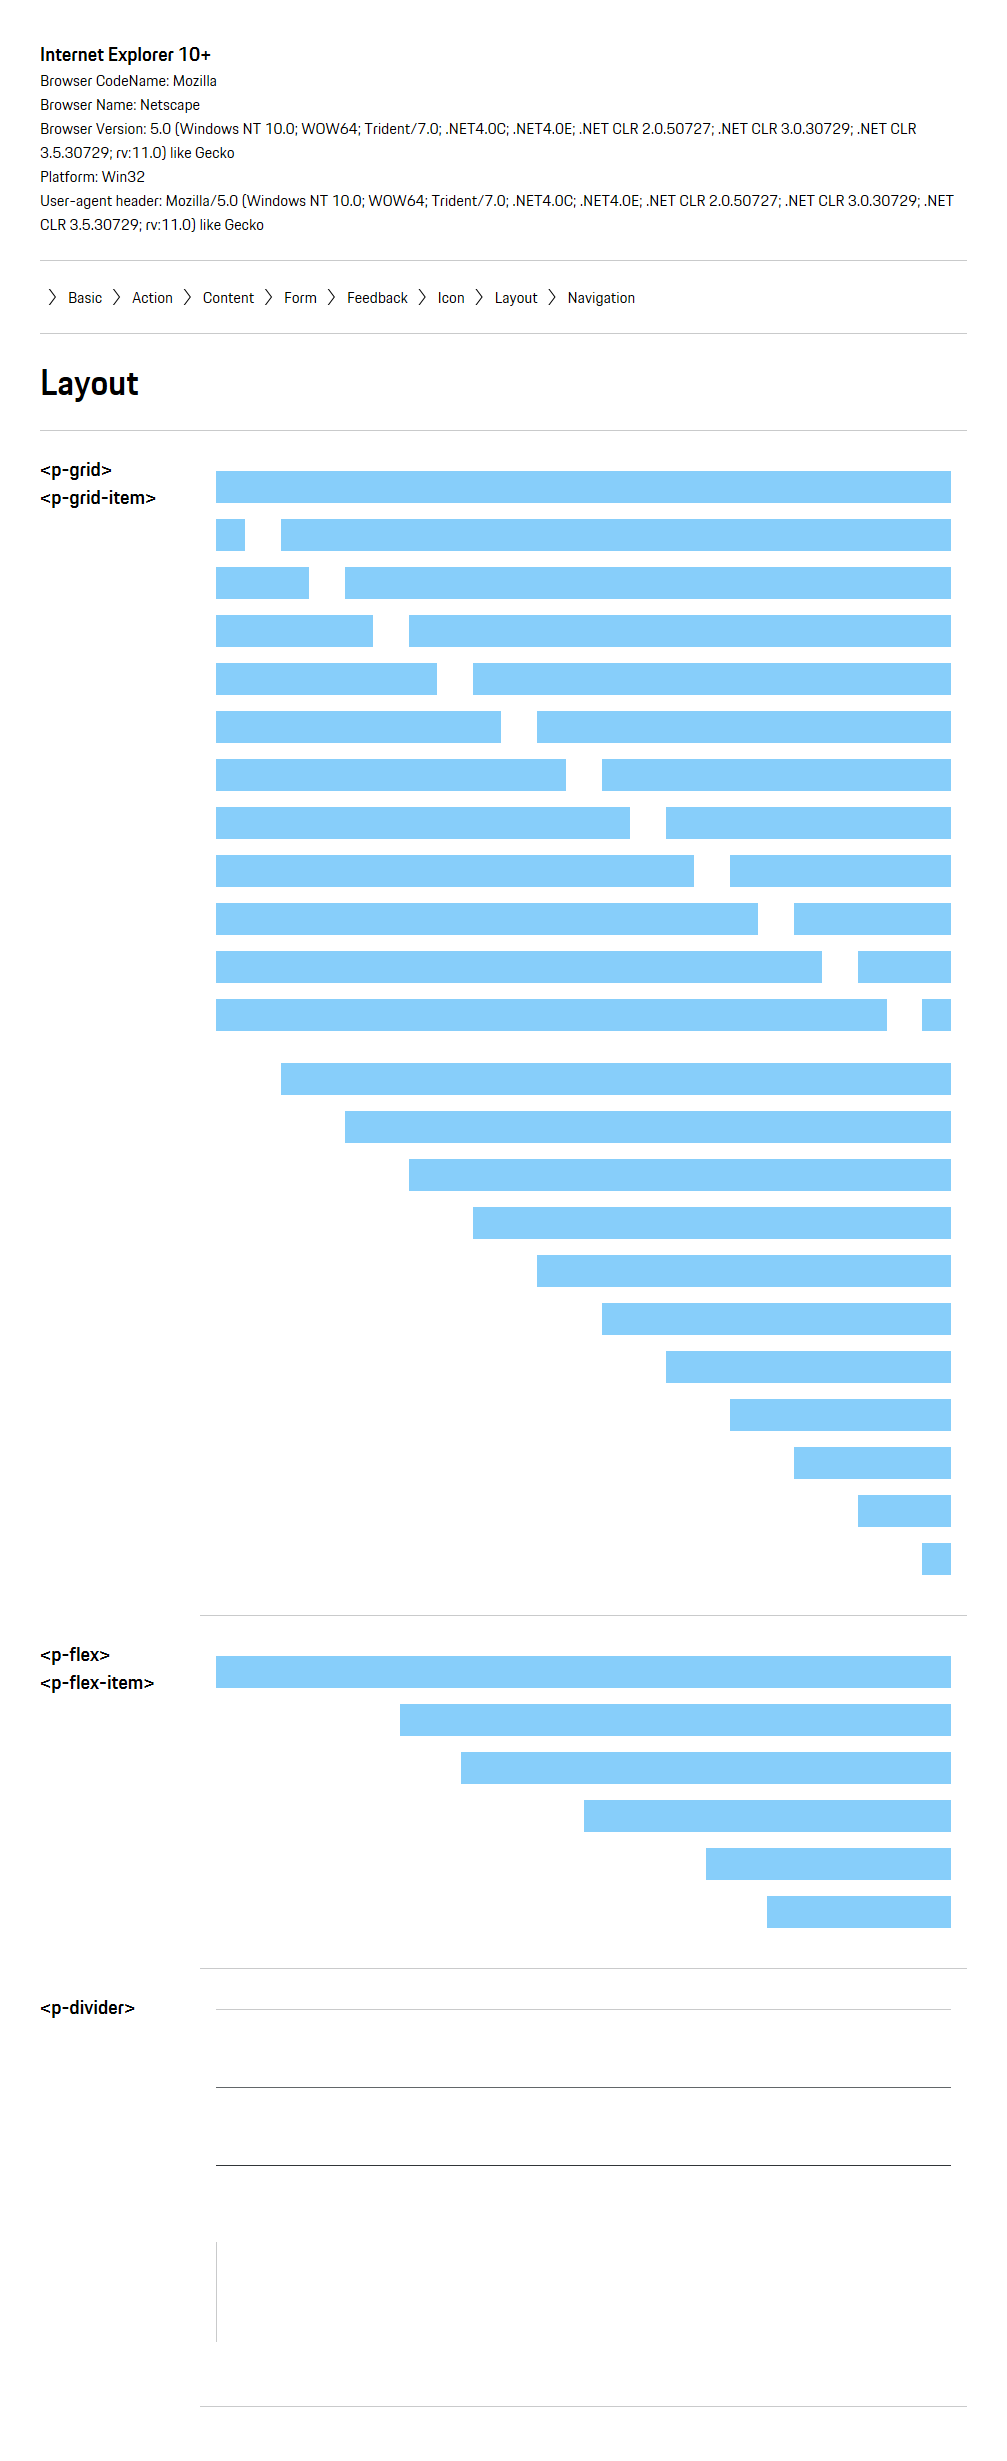 Internet Explorer 10+
Browser CodeName: Mozilla
Browser Name: Netscape
Browser Version: 5.0 (Windows NT 10.0; WOW64; Trident/7.0; .NET4.0C; .NET4.0E; .NET CLR 2.0.50727; .NET CLR 3.0.30729; .NET CLR
3.5.30729; rv:11.0) like Gecko
Platform: Win32
User-agent header: Mozilla/5.0 (Windows NT 10.0; WOW64; Trident/7.0; .NET4.0C; .NET4.0E; .NET CLR 2.0.50727; .NET CLR 3.0.30729; .NET
CLR 3.5.30729; rv:11.0) like Gecko
Basic Action Content Form Feedback Icon Layout Navigation
Layout
<p-grid>
<p-grid-item>
<p-flex>
<p-flex-item>
<p-divider>